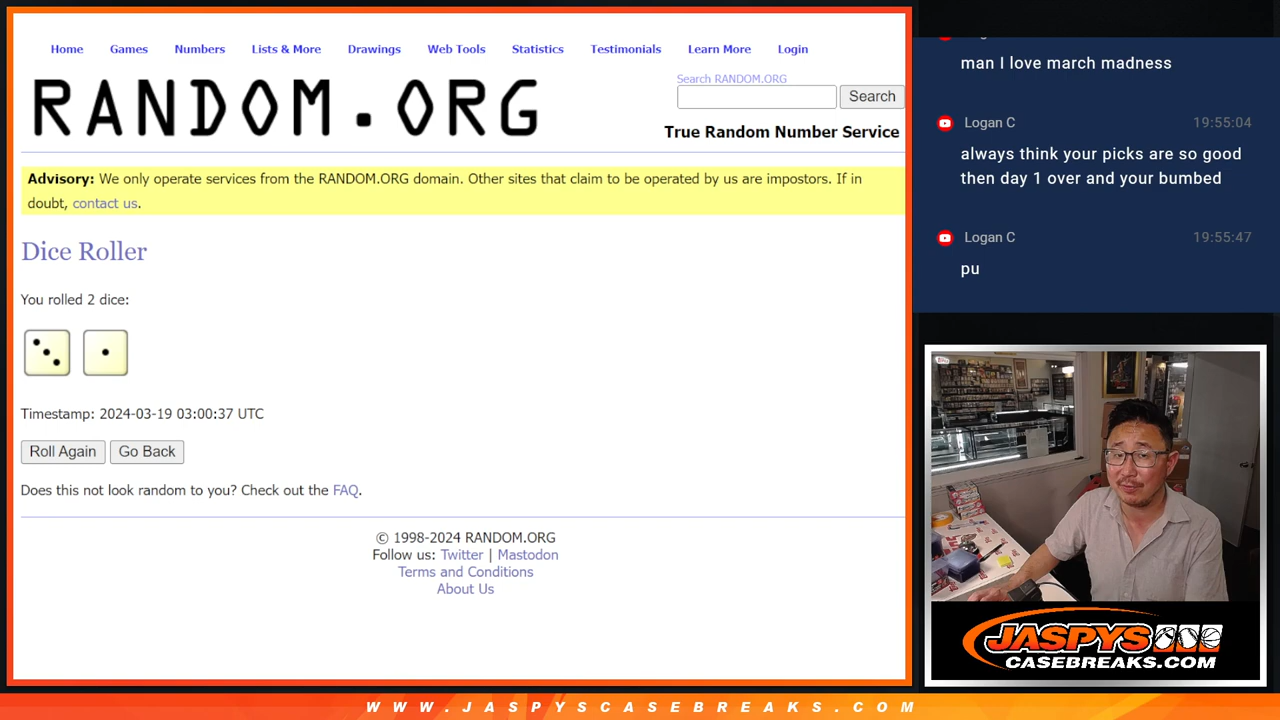 Home Games Numbers Lists & More Drawings Web Tools Statistics Testimonials Learn More Login
RANDOM.ORG
Search RANDOM.ORG
Search
True Random Number Service
Advisory: We only operate services from the RANDOM.ORG domain. Other sites that claim to be operated by us are impostors. If in
doubt, contact us.
Dice Roller
You rolled 2 dice:
Timestamp: 2024-03-19 03:00:37 UTC
Roll Again Go Back
Does this not look random to you? Check out the FAQ.
© 1998-2024 RANDOM.ORG
Follow us: Twitter | Mastodon
Terms and Conditions
About Us
man I love march madness
Logan C 19:55:04
always think your picks are so good
then day 1 over and your bumbed
Logan C 19:55:47
pu
JASPYS
CASEBREAKS.COM
WWW.JASPYSCASEBREAKS.COM